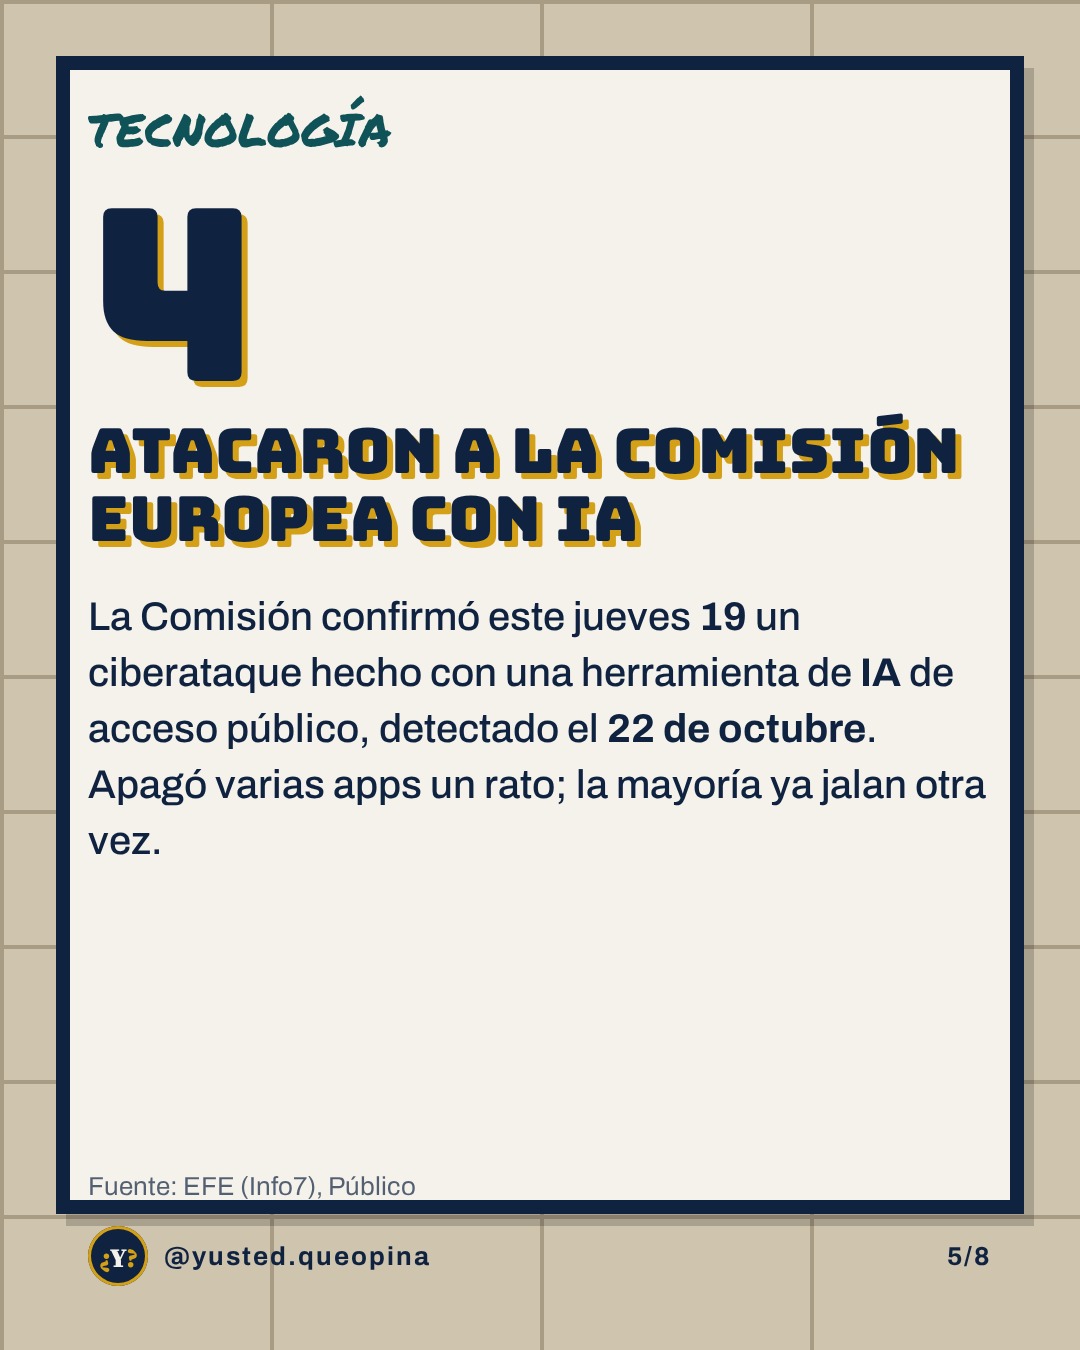 TECNOLOGÍA
4
ATACARON A LA COMISIÓN
EUROPEA CON IA
La Comisión confirmó este jueves 19 un
ciberataque hecho con una herramienta de IA de
acceso público, detectado el 22 de octubre.
Apagó varias apps un rato; la mayoría ya jalan otra
vez.
Fuente: EFE (Info7), Público
¿Y?
@yusted.queopina
5/8